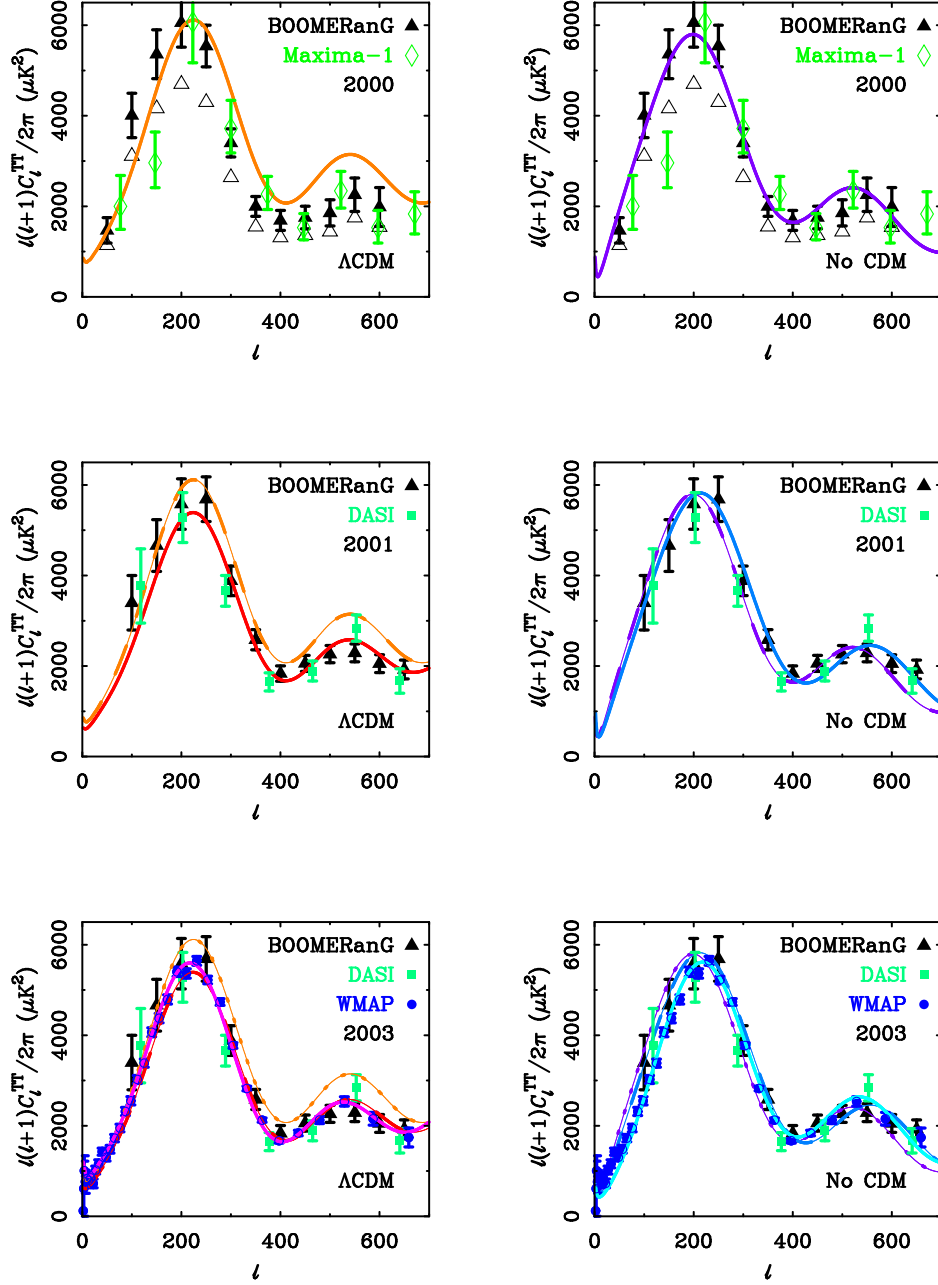 BOOMERanG
Maxima-1
2000
ΛCDM
ℓ(ℓ+1)C_ℓ^TT/2π (μK²)
0 2000 4000 6000
0 200 400 600
ℓ
BOOMERanG
Maxima-1
2000
No CDM
ℓ(ℓ+1)C_ℓ^TT/2π (μK²)
0 2000 4000 6000
0 200 400 600
ℓ
BOOMERanG
DASI
2001
ΛCDM
ℓ(ℓ+1)C_ℓ^TT/2π (μK²)
0 2000 4000 6000
0 200 400 600
ℓ
BOOMERanG
DASI
2001
No CDM
ℓ(ℓ+1)C_ℓ^TT/2π (μK²)
0 2000 4000 6000
0 200 400 600
ℓ
BOOMERanG
DASI
WMAP
2003
ΛCDM
ℓ(ℓ+1)C_ℓ^TT/2π (μK²)
0 2000 4000 6000
0 200 400 600
ℓ
BOOMERanG
DASI
WMAP
2003
No CDM
ℓ(ℓ+1)C_ℓ^TT/2π (μK²)
0 2000 4000 6000
0 200 400 600
ℓ